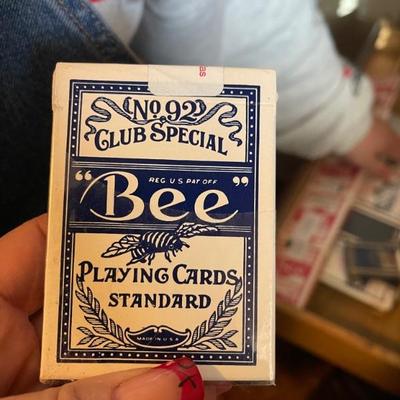 No. 92
CLUB SPECIAL
REG. U S PAT OFF
"Bee"
PLAYING CARDS
STANDARD
MADE IN U.S.A